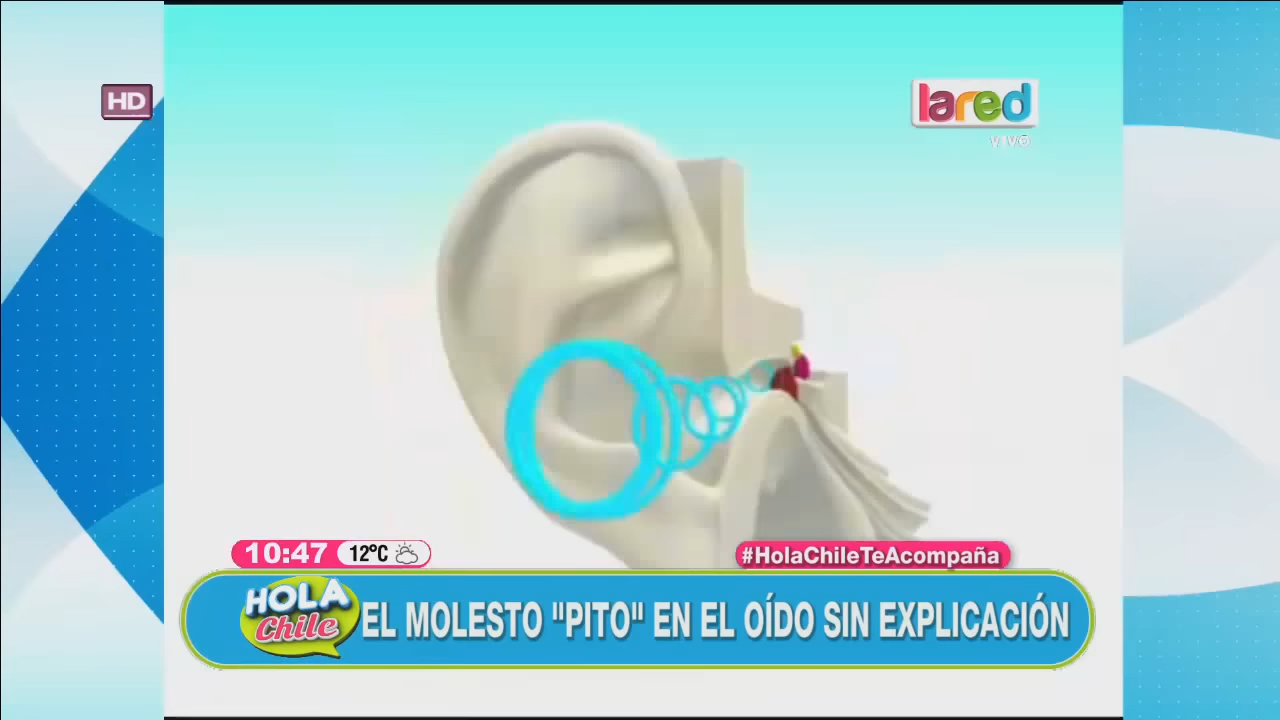 HD
lared
VIVO
10:47 12°C
#HolaChileTeAcompaña
HOLA
Chile
EL MOLESTO "PITO" EN EL OÍDO SIN EXPLICACIÓN